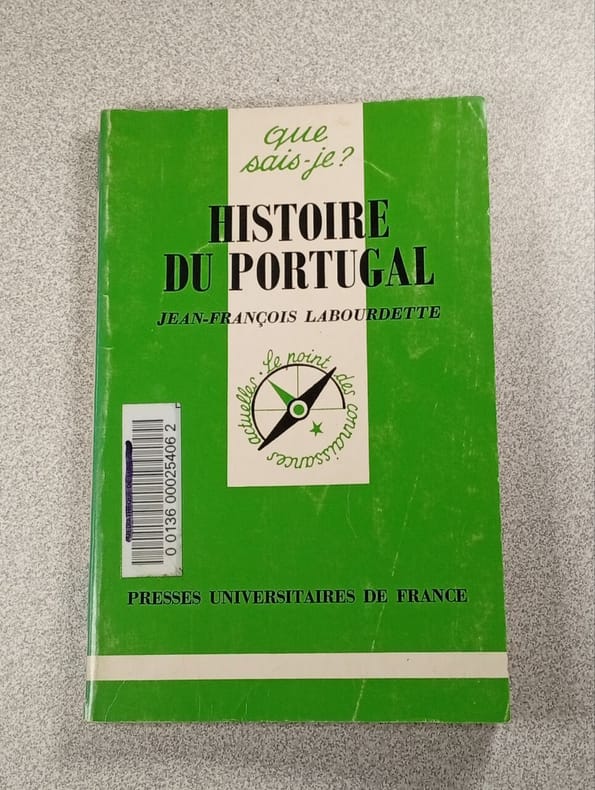 que
sais-je?
HISTOIRE
DU PORTUGAL
JEAN-FRANÇOIS LABOURDETTE
Le point des connaissances actuelles.
0 0136 00025406 2
PRESSES UNIVERSITAIRES DE FRANCE